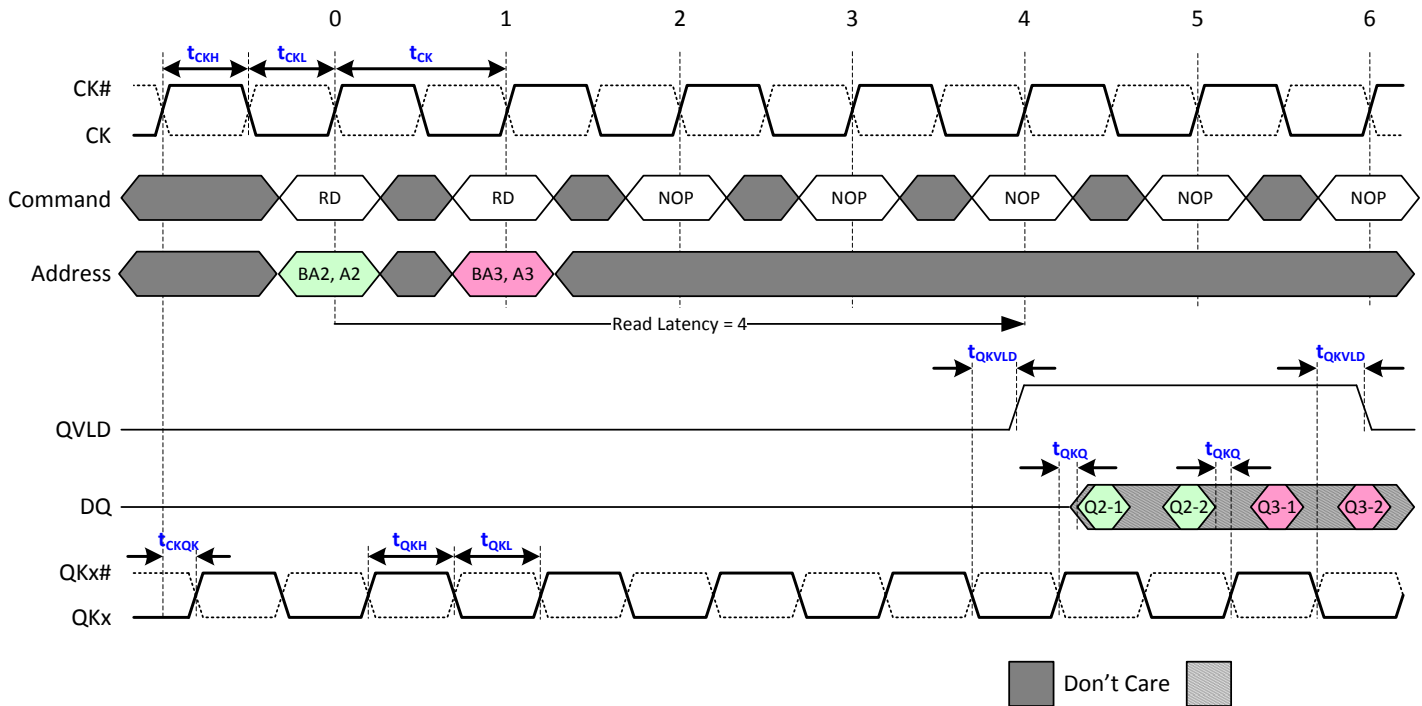 0 1 2 3 4 5 6
tCKH tCKL tCK
CK#
CK
Command RD RD NOP NOP NOP NOP NOP
Address BA2, A2 BA3, A3
Read Latency = 4
tQKVLD tQKVLD
QVLD
tQKQ tQKQ
DQ Q2-1 Q2-2 Q3-1 Q3-2
tCKQK tQKH tQKL
QKx#
QKx
Don't Care